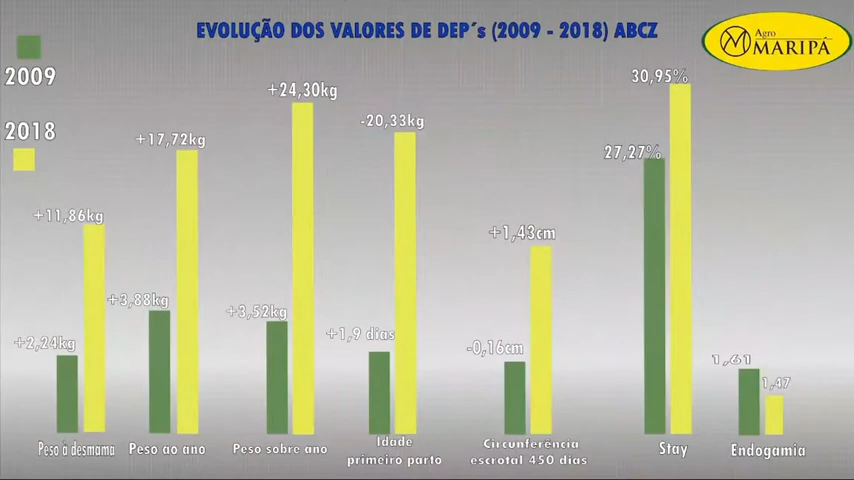 EVOLUÇÃO DOS VALORES DE DEP´s (2009 - 2018) ABCZ
Agro
MARIPÁ
2009
2018
+2,24kg
+11,86kg
+3,88kg
+17,72kg
+3,52kg
+24,30kg
+1,9 dias
-20,33kg
-0,16cm
+1,43cm
27,27%
30,95%
1,61
1,47
Peso à desmama
Peso ao ano
Peso sobre ano
Idade
primeiro parto
Circunferência
escrotal 450 dias
Stay
Endogamia